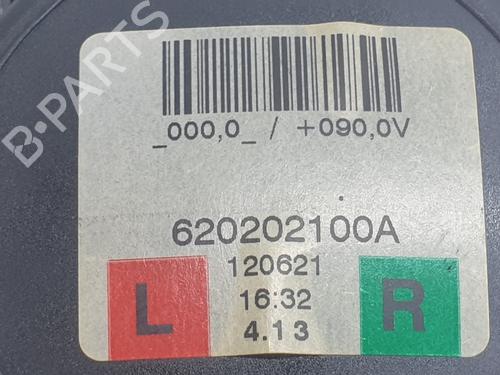 B-PARTS
_000,0_ / +090,0V
620202100A
120621
L
16:32
R
4.13